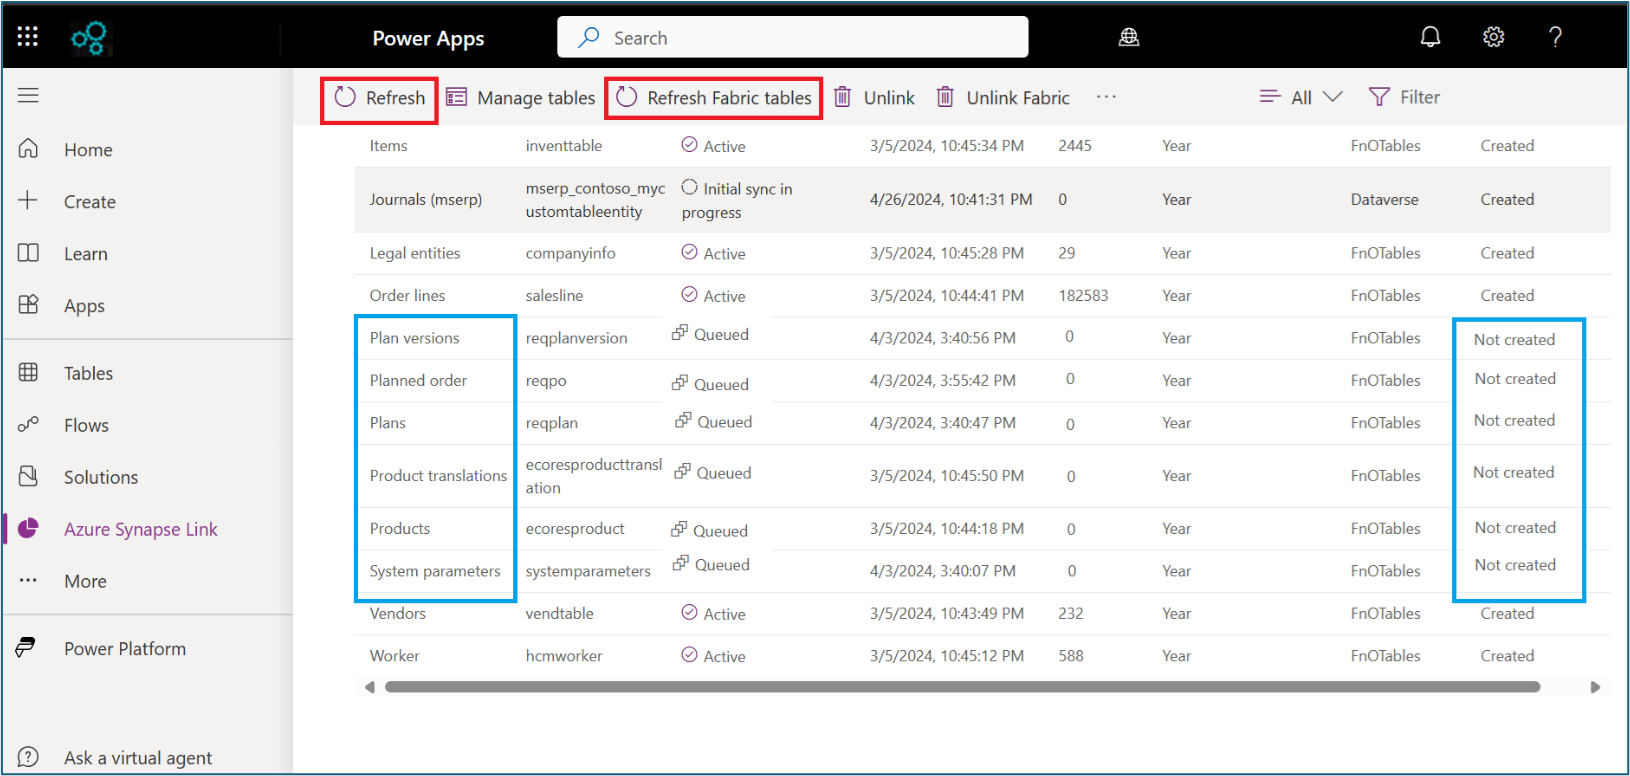 Power Apps
Search
?
Refresh
Manage tables
Refresh Fabric tables
Unlink
Unlink Fabric
...
All
Filter
Home
Create
Learn
Apps
Tables
Flows
Solutions
Azure Synapse Link
More
Power Platform
Ask a virtual agent
Items inventtable Active 3/5/2024, 10:45:34 PM 2445 Year FnOTables Created
Journals (mserp) mserp_contoso_myc Initial sync in 4/26/2024, 10:41:31 PM 0 Year Dataverse Created
ustomtableentity progress
Legal entities companyinfo Active 3/5/2024, 10:45:28 PM 29 Year FnOTables Created
Order lines salesline Active 3/5/2024, 10:44:41 PM 182583 Year FnOTables Created
Plan versions reqplanversion Queued 4/3/2024, 3:40:56 PM 0 Year FnOTables Not created
Planned order reqpo Queued 4/3/2024, 3:55:42 PM 0 Year FnOTables Not created
Plans reqplan Queued 4/3/2024, 3:40:47 PM 0 Year FnOTables Not created
Product translations ecoresproducttransl Queued 3/5/2024, 10:45:50 PM 0 Year FnOTables Not created
ation
Products ecoresproduct Queued 3/5/2024, 10:44:18 PM 0 Year FnOTables Not created
System parameters systemparameters Queued 4/3/2024, 3:40:07 PM 0 Year FnOTables Not created
Vendors vendtable Active 3/5/2024, 10:43:49 PM 232 Year FnOTables Created
Worker hcmworker Active 3/5/2024, 10:45:12 PM 588 Year FnOTables Created